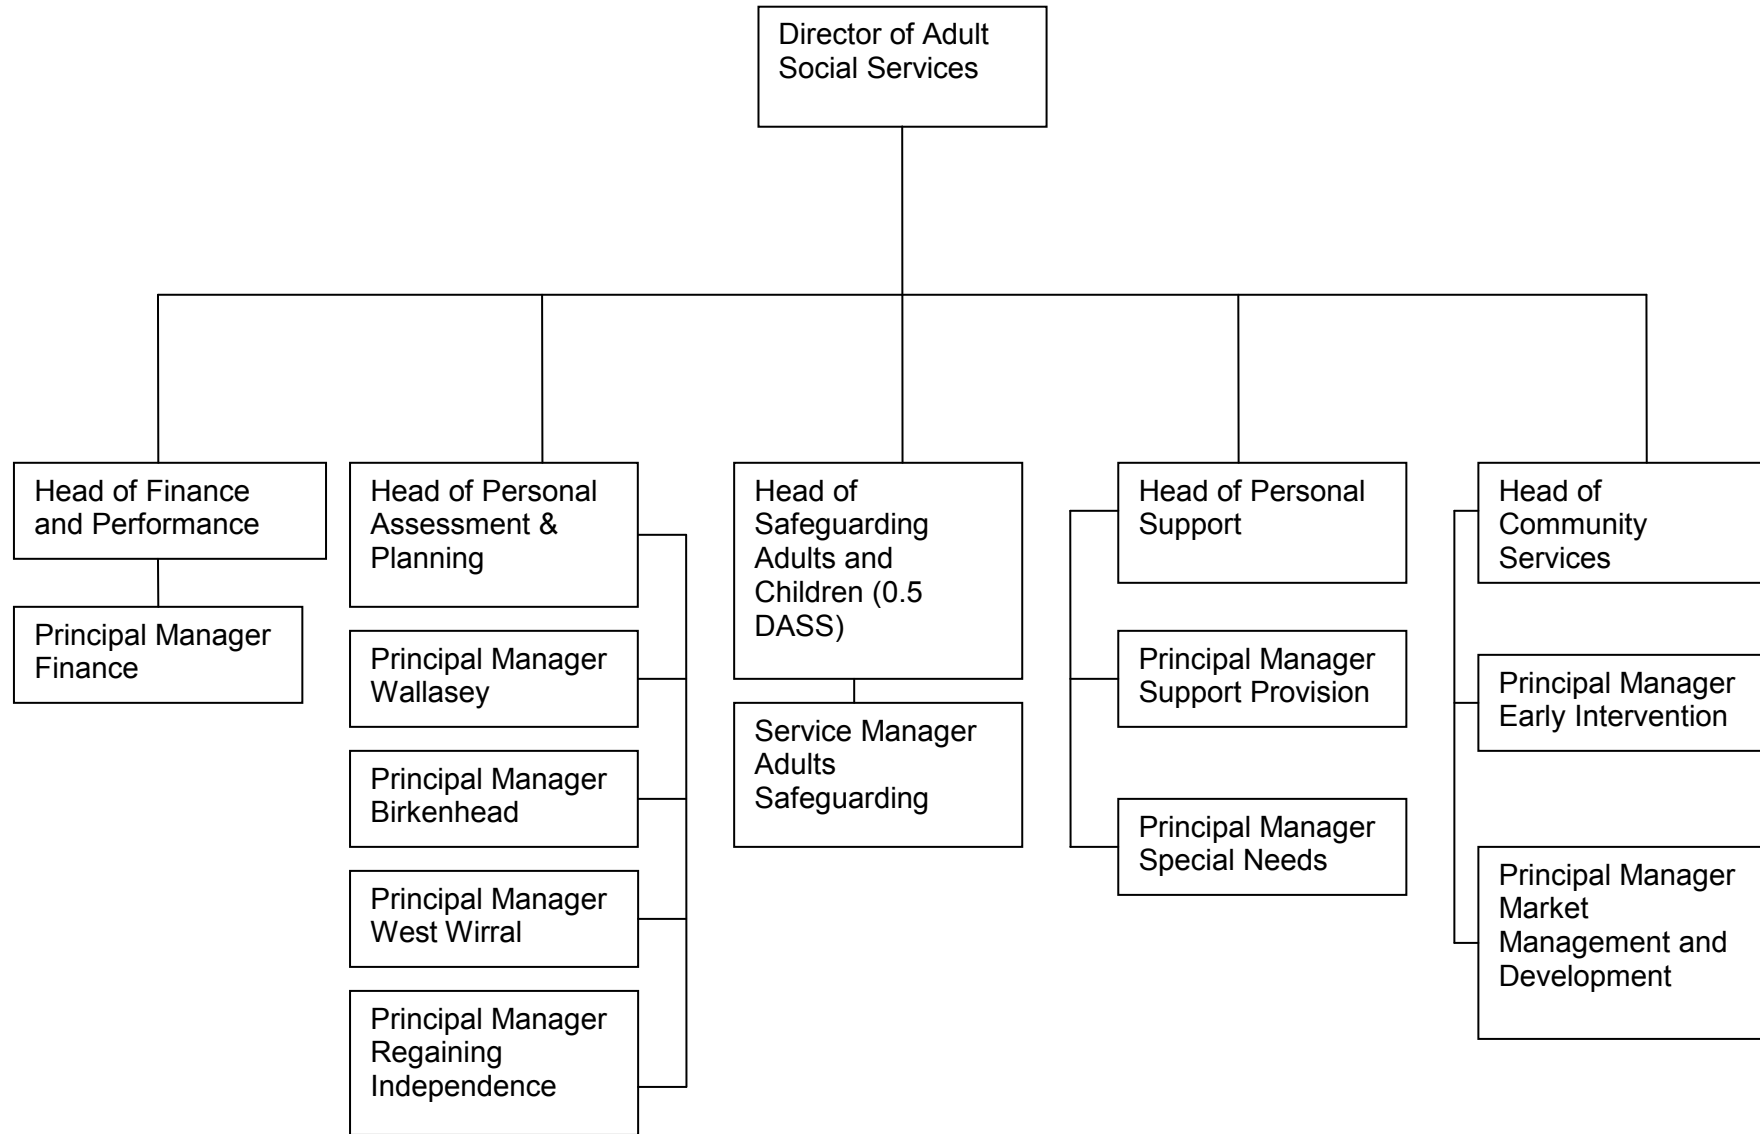 Director of Adult
Social Services
Head of Finance
and Performance
Principal Manager
Finance
Head of Personal
Assessment &
Planning
Principal Manager
Wallasey
Principal Manager
Birkenhead
Principal Manager
West Wirral
Principal Manager
Regaining
Independence
Head of
Safeguarding
Adults and
Children (0.5
DASS)
Service Manager
Adults
Safeguarding
Head of Personal
Support
Principal Manager
Support Provision
Principal Manager
Special Needs
Head of
Community
Services
Principal Manager
Early Intervention
Principal Manager
Market
Management and
Development